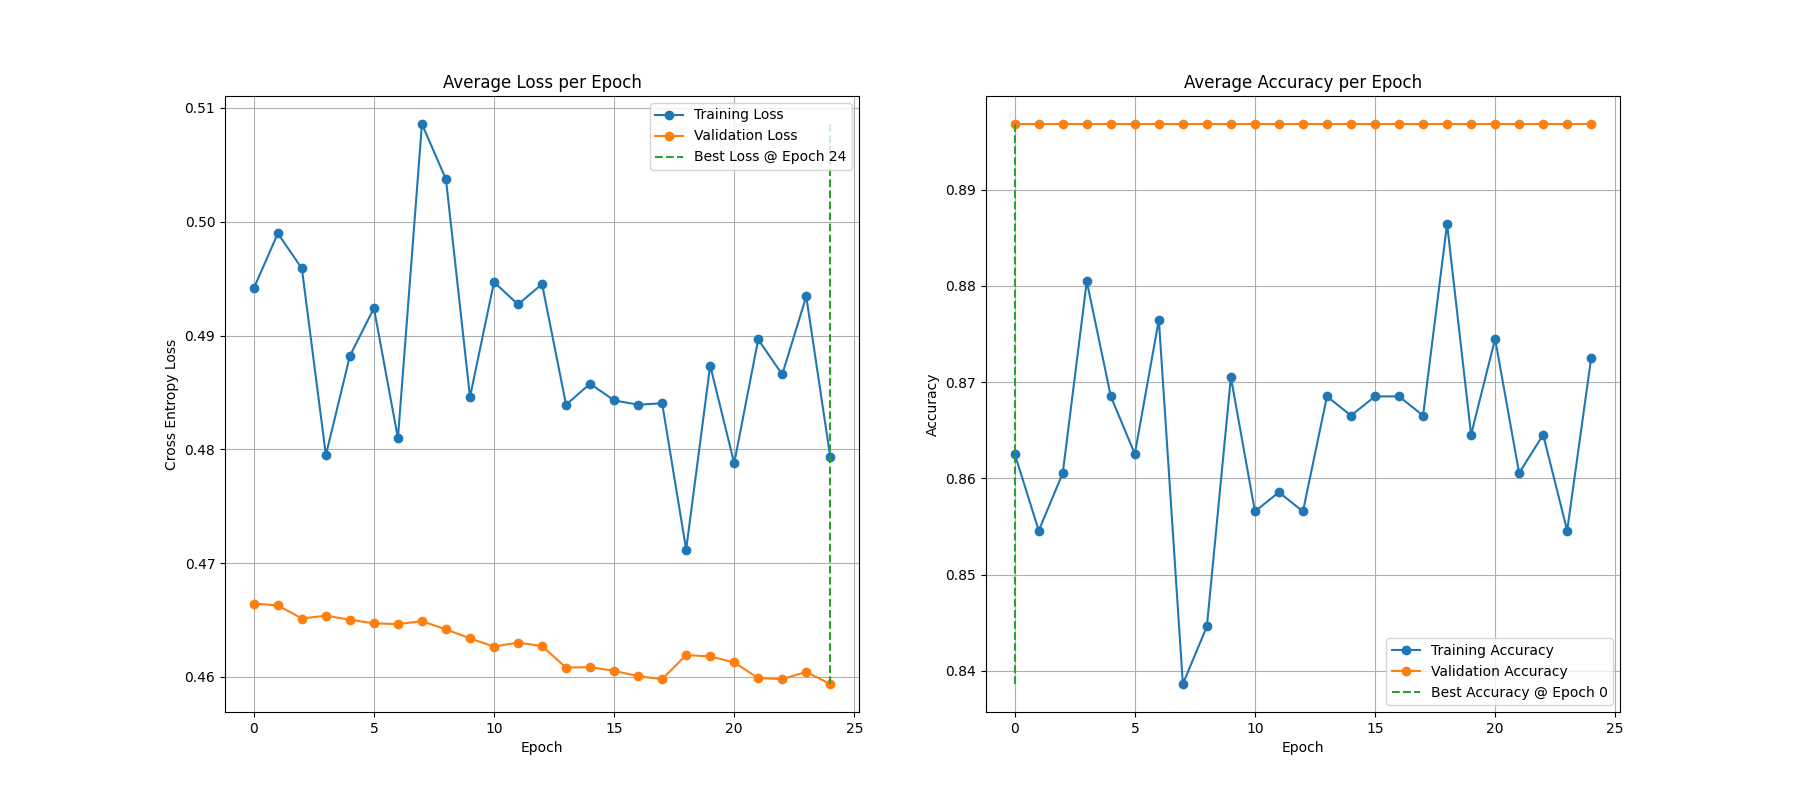 Average Loss per Epoch
0.51
0.50
0.49
0.48
0.47
0.46
Cross Entropy Loss
Training Loss
Validation Loss
Best Loss @ Epoch 24
0
5
10
15
20
25
Epoch
Average Accuracy per Epoch
0.89
0.88
0.87
0.86
0.85
0.84
Accuracy
Training Accuracy
Validation Accuracy
Best Accuracy @ Epoch 0
0
5
10
15
20
25
Epoch